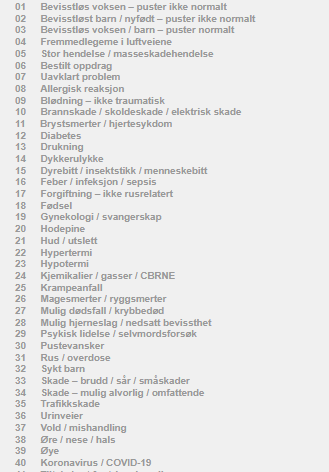 01 Bevisstløs voksen – puster ikke normalt
02 Bevisstløst barn / nyfødt – puster ikke normalt
03 Bevisstløs voksen / barn – puster normalt
04 Fremmedlegeme i luftveiene
05 Stor hendelse / masseskadehendelse
06 Bestilt oppdrag
07 Uavklart problem
08 Allergisk reaksjon
09 Blødning – ikke traumatisk
10 Brannskade / skoldeskade / elektrisk skade
11 Brystsmerter / hjertesykdom
12 Diabetes
13 Drukning
14 Dykkerulykke
15 Dyrebitt / insektstikk / menneskebitt
16 Feber / infeksjon / sepsis
17 Forgiftning – ikke rusrelatert
18 Fødsel
19 Gynekologi / svangerskap
20 Hodepine
21 Hud / utslett
22 Hypertermi
23 Hypotermi
24 Kjemikalier / gasser / CBRNE
25 Krampeanfall
26 Magesmerter / ryggsmerter
27 Mulig dødsfall / krybbedød
28 Mulig hjerneslag / nedsatt bevissthet
29 Psykisk lidelse / selvmordsforsøk
30 Pustevansker
31 Rus / overdose
32 Sykt barn
33 Skade – brudd / sår / småskader
34 Skade – mulig alvorlig / omfattende
35 Trafikkskade
36 Urinveier
37 Vold / mishandling
38 Øre / nese / hals
39 Øye
40 Koronavirus / COVID-19